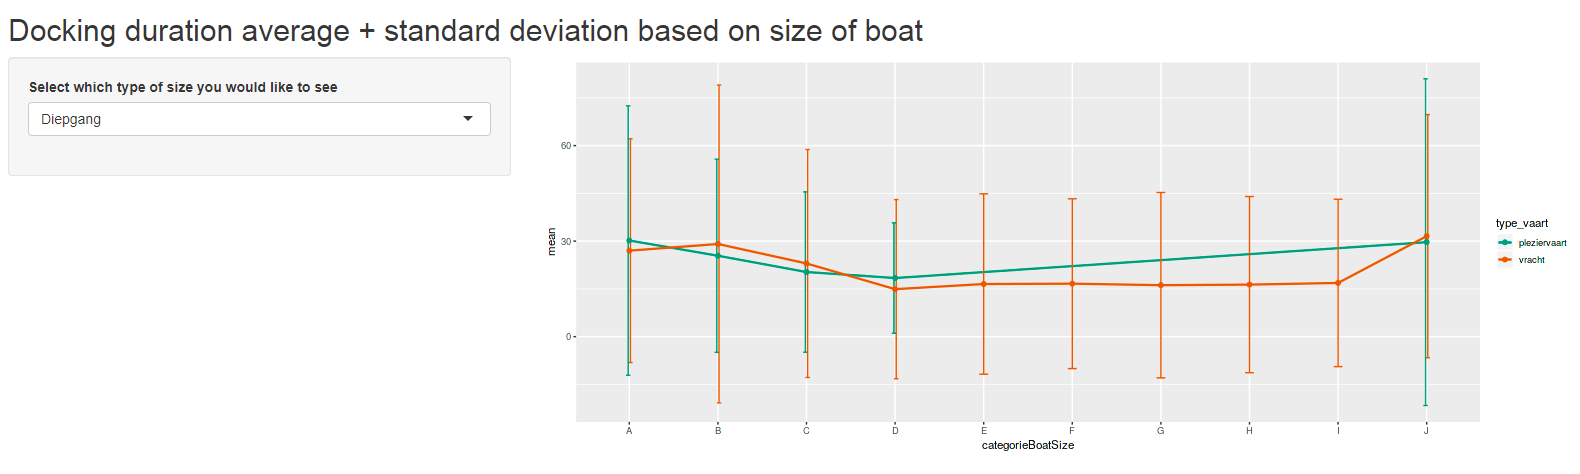 Docking duration average + standard deviation based on size of boat
Select which type of size you would like to see
Diepgang
60
30
0
mean
A B C D E F G H I J
categorieBoatSize
type_vaart
pleziervaart
vracht